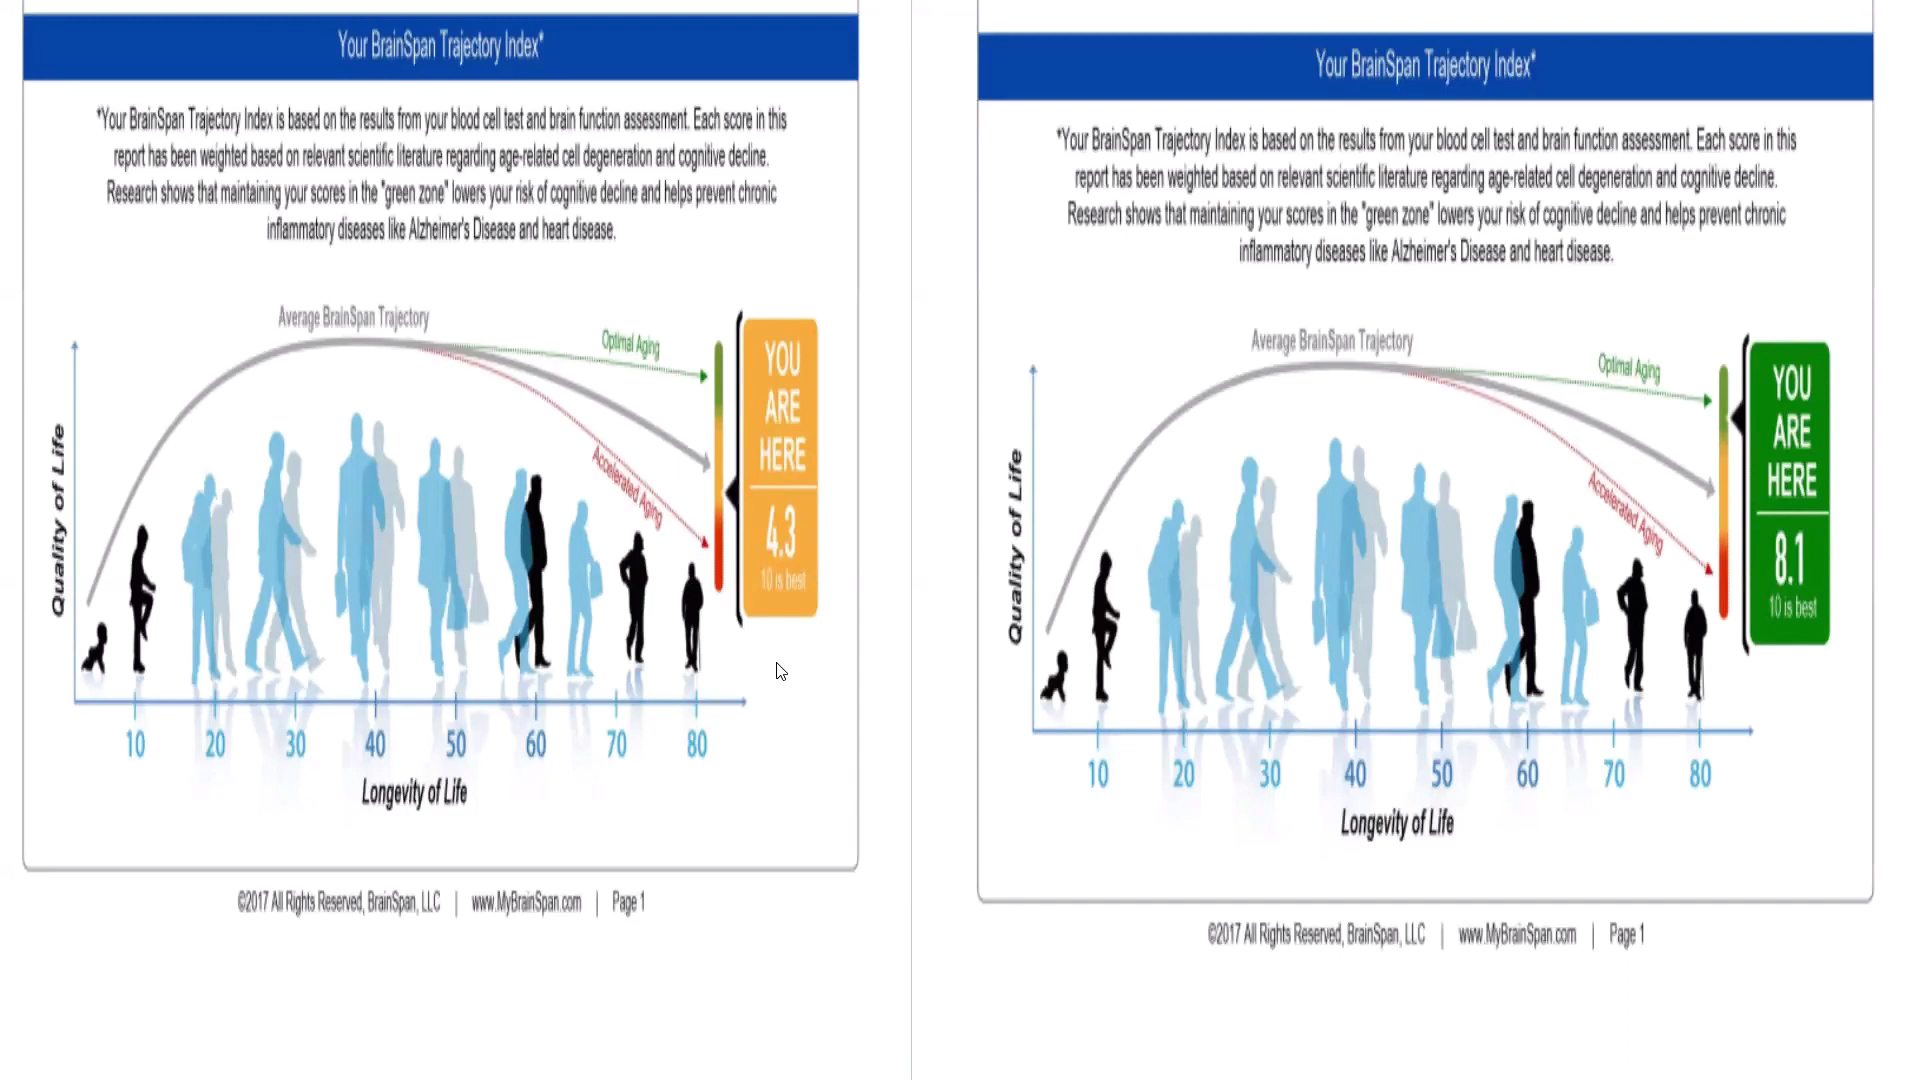 Your BrainSpan Trajectory Index*
*Your BrainSpan Trajectory Index is based on the results from your blood cell test and brain function assessment. Each score in this
report has been weighted based on relevant scientific literature regarding age-related cell degeneration and cognitive decline.
Research shows that maintaining your scores in the "green zone" lowers your risk of cognitive decline and helps prevent chronic
inflammatory diseases like Alzheimer's Disease and heart disease.
Average BrainSpan Trajectory
Optimal Aging
Accelerated Aging
Quality of Life
YOU
ARE
HERE
4.3
10 is best
10 20 30 40 50 60 70 80
Longevity of Life
©2017 All Rights Reserved, BrainSpan, LLC | www.MyBrainSpan.com | Page 1
Your BrainSpan Trajectory Index*
*Your BrainSpan Trajectory Index is based on the results from your blood cell test and brain function assessment. Each score in this
report has been weighted based on relevant scientific literature regarding age-related cell degeneration and cognitive decline.
Research shows that maintaining your scores in the "green zone" lowers your risk of cognitive decline and helps prevent chronic
inflammatory diseases like Alzheimer's Disease and heart disease.
Average BrainSpan Trajectory
Optimal Aging
Accelerated Aging
Quality of Life
YOU
ARE
HERE
8.1
10 is best
10 20 30 40 50 60 70 80
Longevity of Life
©2017 All Rights Reserved, BrainSpan, LLC | www.MyBrainSpan.com | Page 1